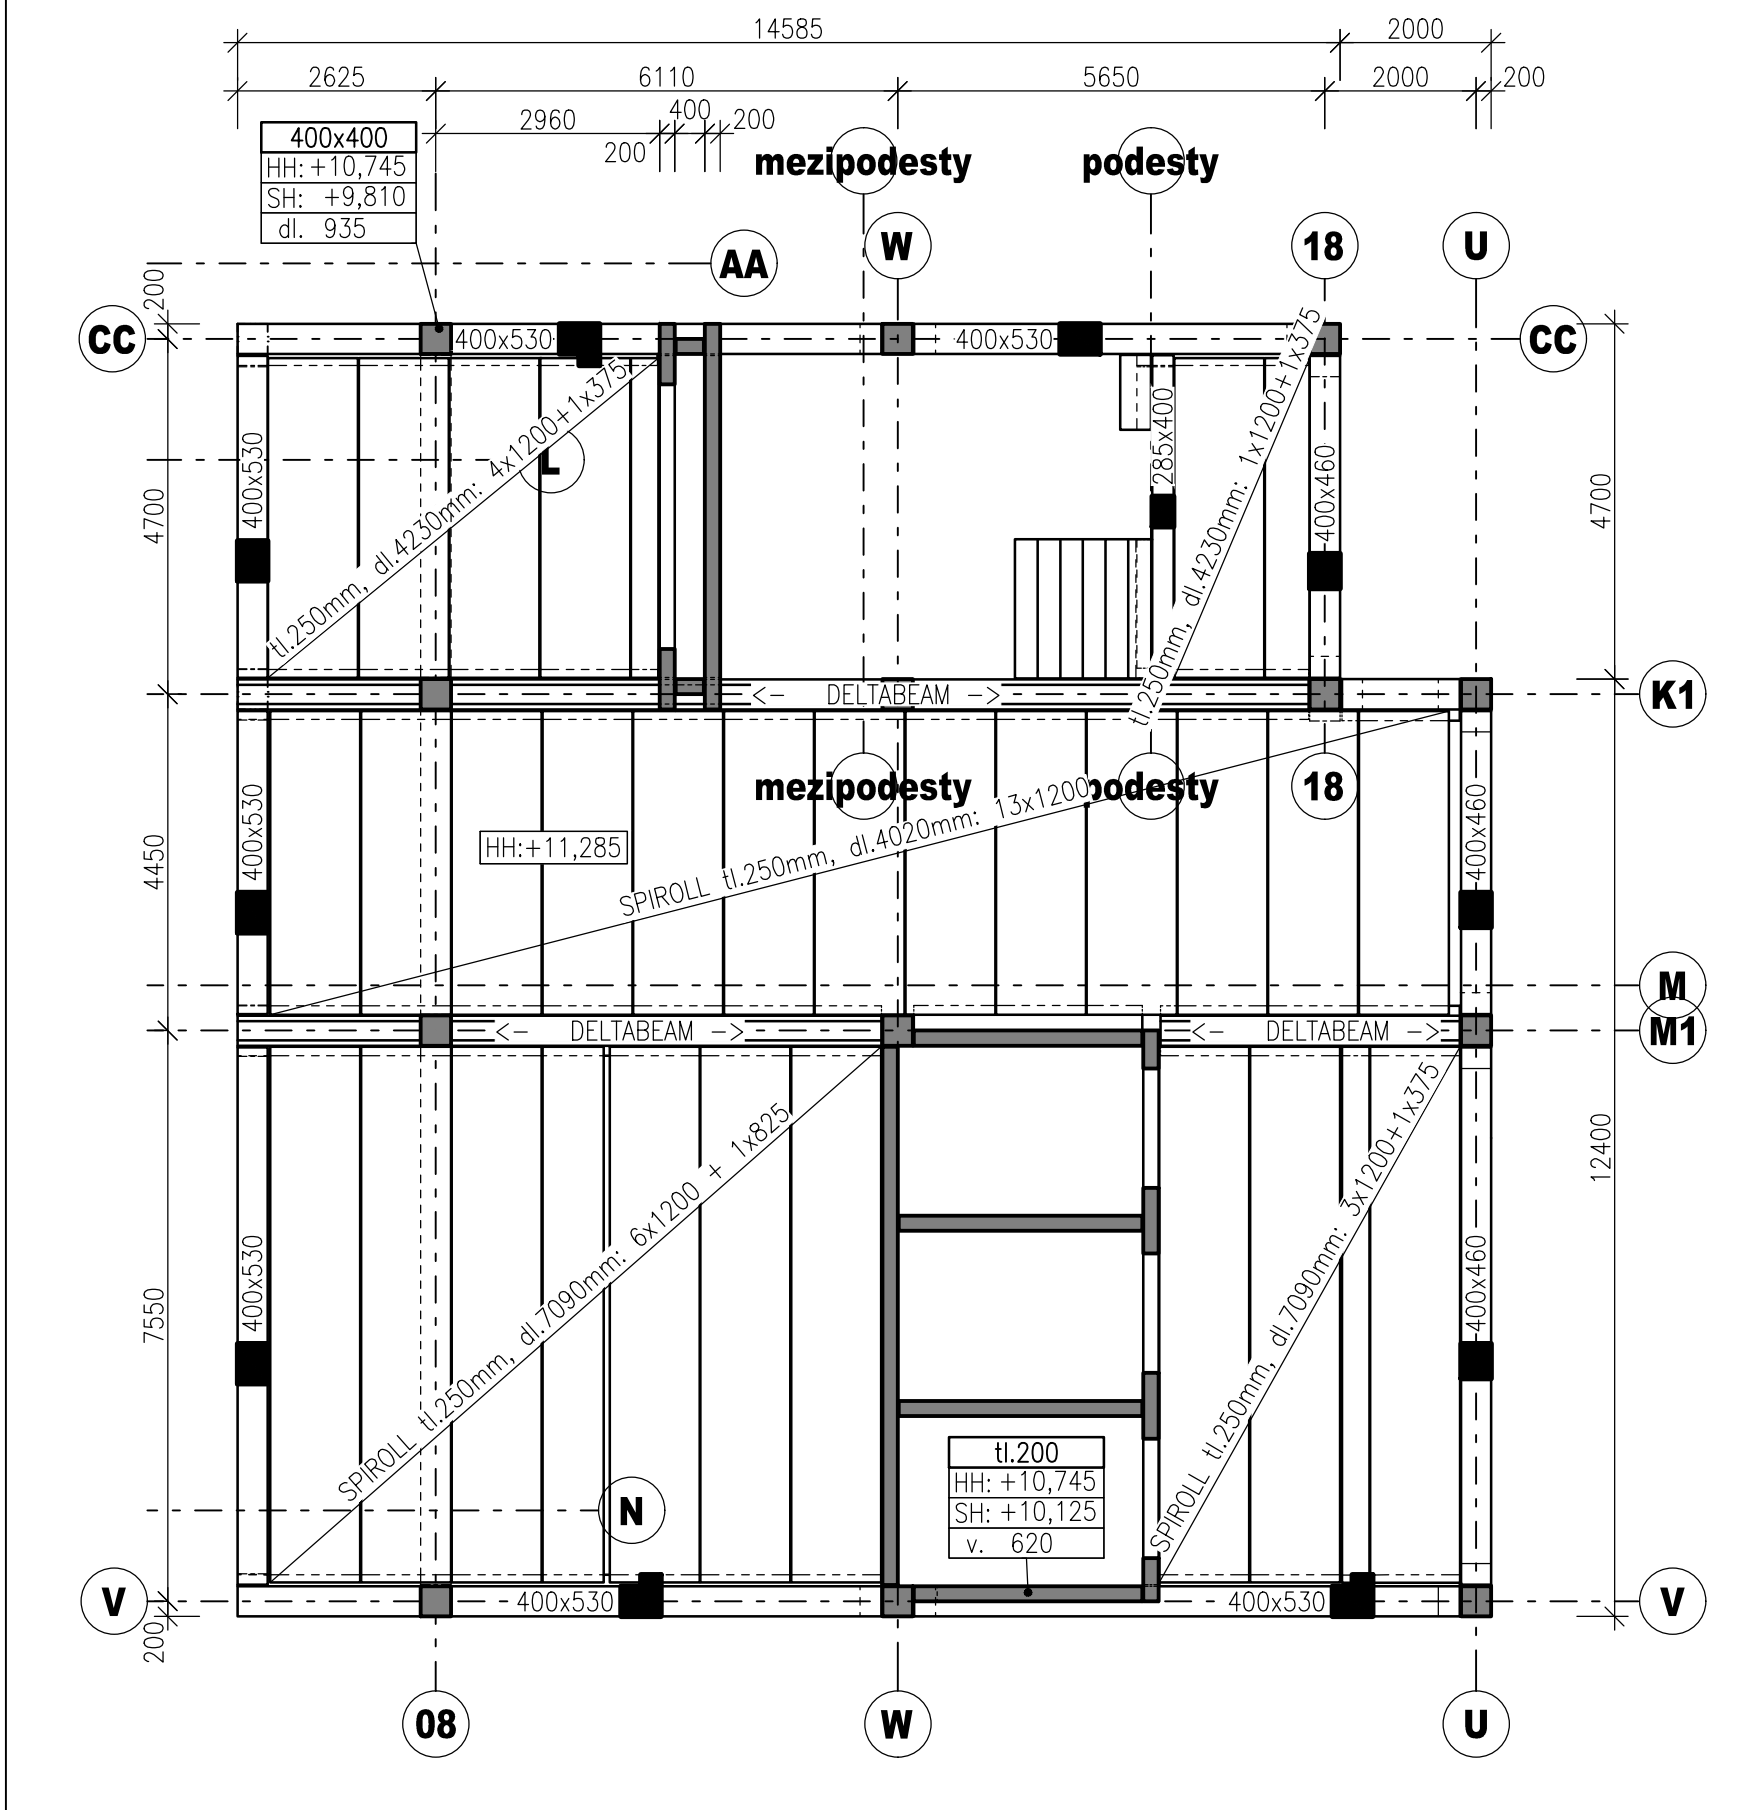 14585
2000
2625
6110
5650
2000
200
2960
400
200
200
400x400
HH: +10,745
SH: +9,810
dl. 935
mezipodesty
podesty
AA
W
18
U
200
CC
400x530
400x530
CC
4700
400x530
tl.250mm, dl.4230mm: 4x1200+1x375
L
285x400
tl.250mm, dl.4230mm: 1x1200+1x375
400x460
4700
<- DELTABEAM ->
K1
mezipodesty
podesty
18
4450
400x530
HH:+11,285
SPIROLL tl.250mm, dl.4020mm: 13x1200
400x460
M
<- DELTABEAM ->
<- DELTABEAM ->
M1
7550
400x530
SPIROLL tl.250mm, dl.7090mm: 6x1200 + 1x825
SPIROLL tl.250mm, dl.7090mm: 3x1200+1x375
400x460
12400
tl.200
HH: +10,745
SH: +10,125
v. 620
N
V
400x530
400x530
V
200
08
W
U